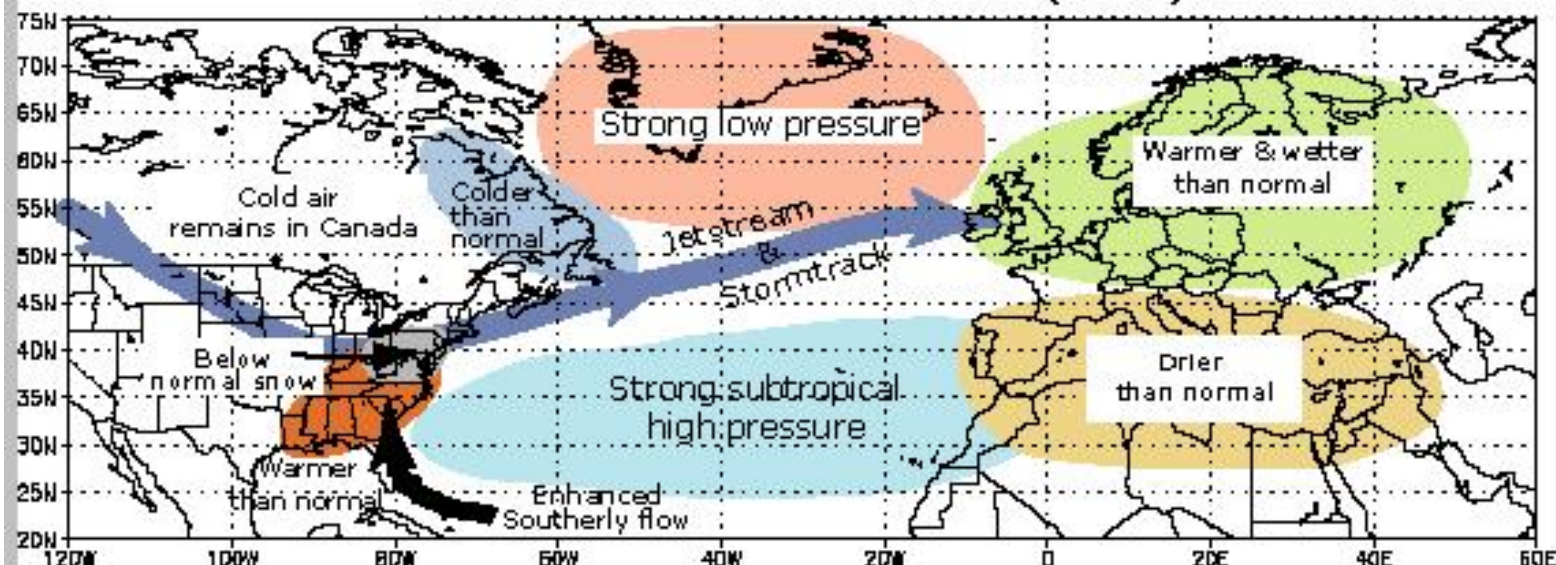 75N
70N
65N
60N
55N
50N
45N
40N
35N
30N
25N
20N
Strong low pressure
Warmer & wetter
than normal
Cold air
remains in Canada
Colder
than
normal
Jetstream
&
Stormtrack
Below
normal snow
Strong subtropical
high pressure
Drier
than normal
Warmer
than normal
Enhanced
Southerly flow
120W 100W 80W 60W 40W 20W 0 20E 40E 60E